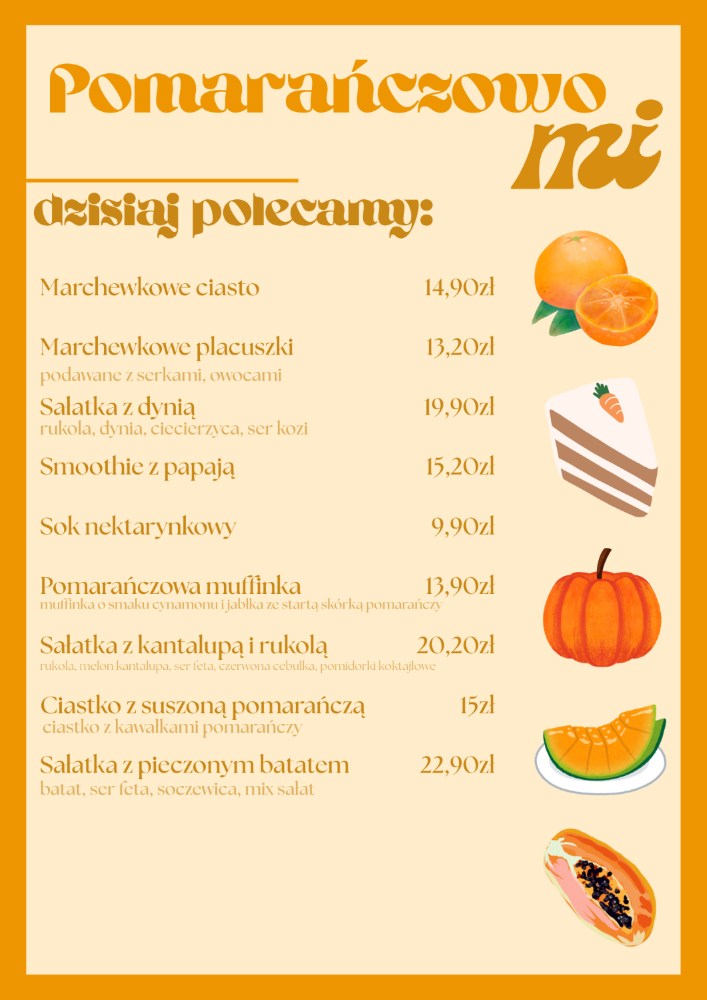 Pomarańczowo
mi
dzisiaj polecamy:
Marchewkowe ciasto 14,90zł
Marchewkowe placuszki 13,20zł
podawane z serkami, owocami
Sałatka z dynią 19,90zł
rukola, dynia, ciecierzyca, ser kozi
Smoothie z papają 15,20zł
Sok nektarynkowy 9,90zł
Pomarańczowa muffinka 13,90zł
muffinka o smaku cynamonu i jabłka ze startą skórką pomarańczy
Sałatka z kantalupą i rukolą 20,20zł
rukola, melon kantalupa, ser feta, czerwona cebulka, pomidorki koktajlowe
Ciastko z suszoną pomarańczą 15zł
ciastko z kawałkami pomarańczy
Sałatka z pieczonym batatem 22,90zł
batat, ser feta, soczewica, mix sałat